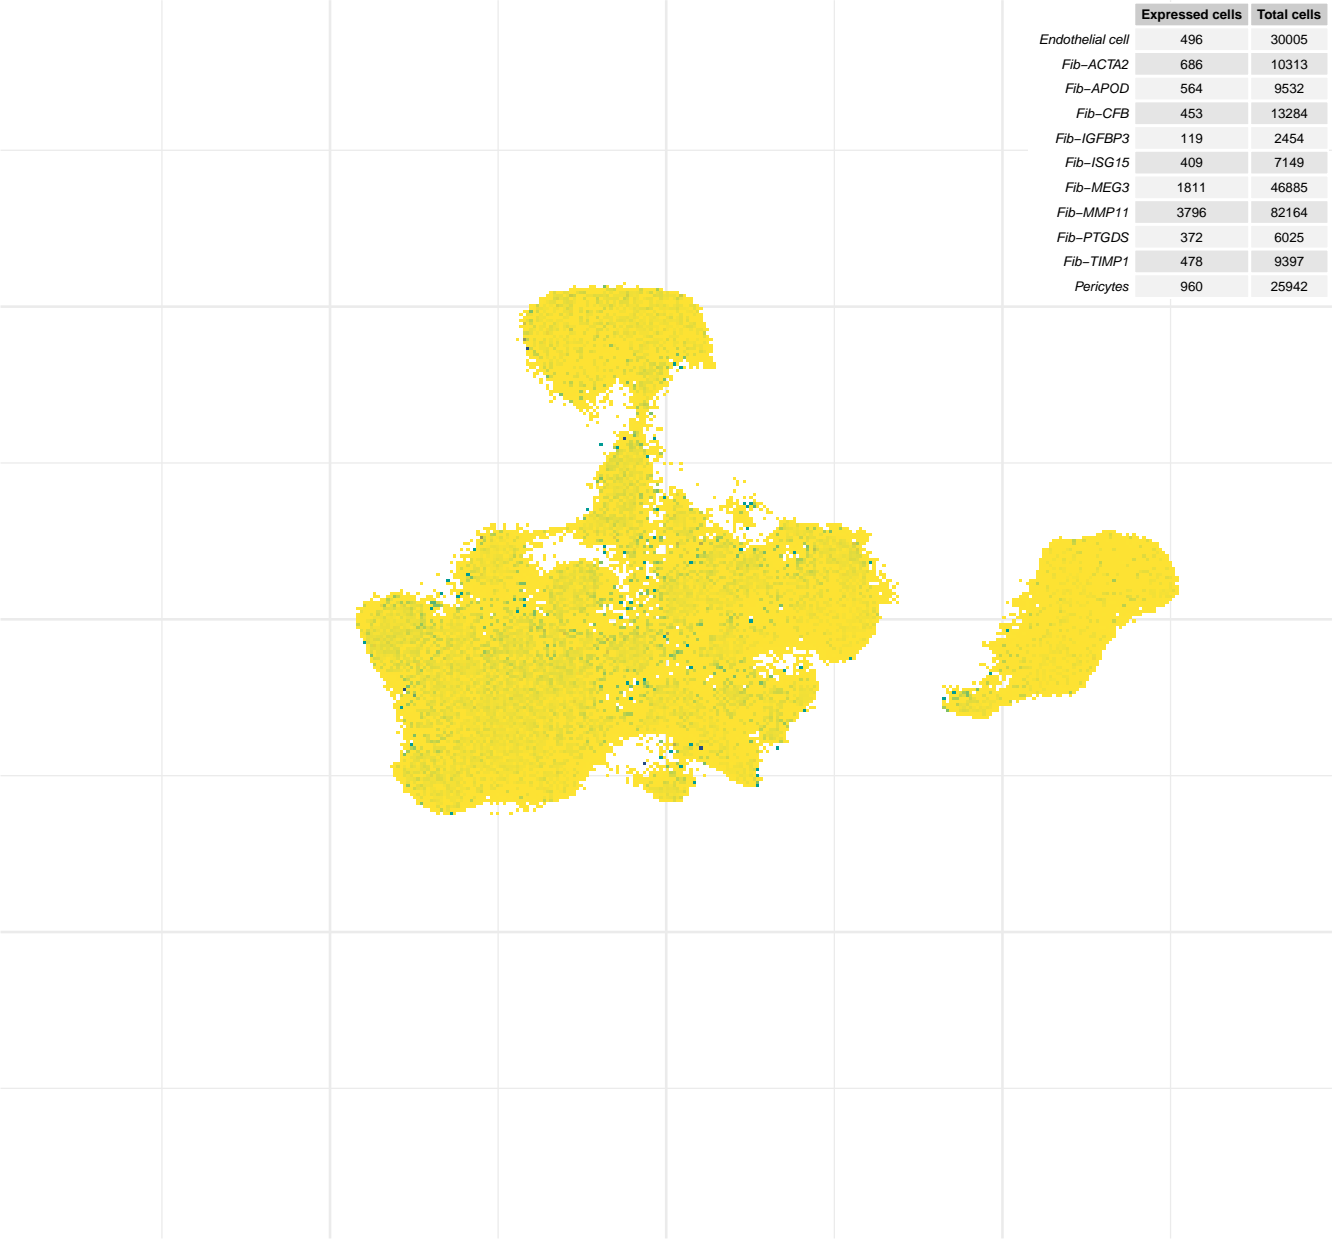 Expressed cells Total cells
Endothelial cell 496 30005
Fib−ACTA2 686 10313
Fib−APOD 564 9532
Fib−CFB 453 13284
Fib−IGFBP3 119 2454
Fib−ISG15 409 7149
Fib−MEG3 1811 46885
Fib−MMP11 3796 82164
Fib−PTGDS 372 6025
Fib−TIMP1 478 9397
Pericytes 960 25942